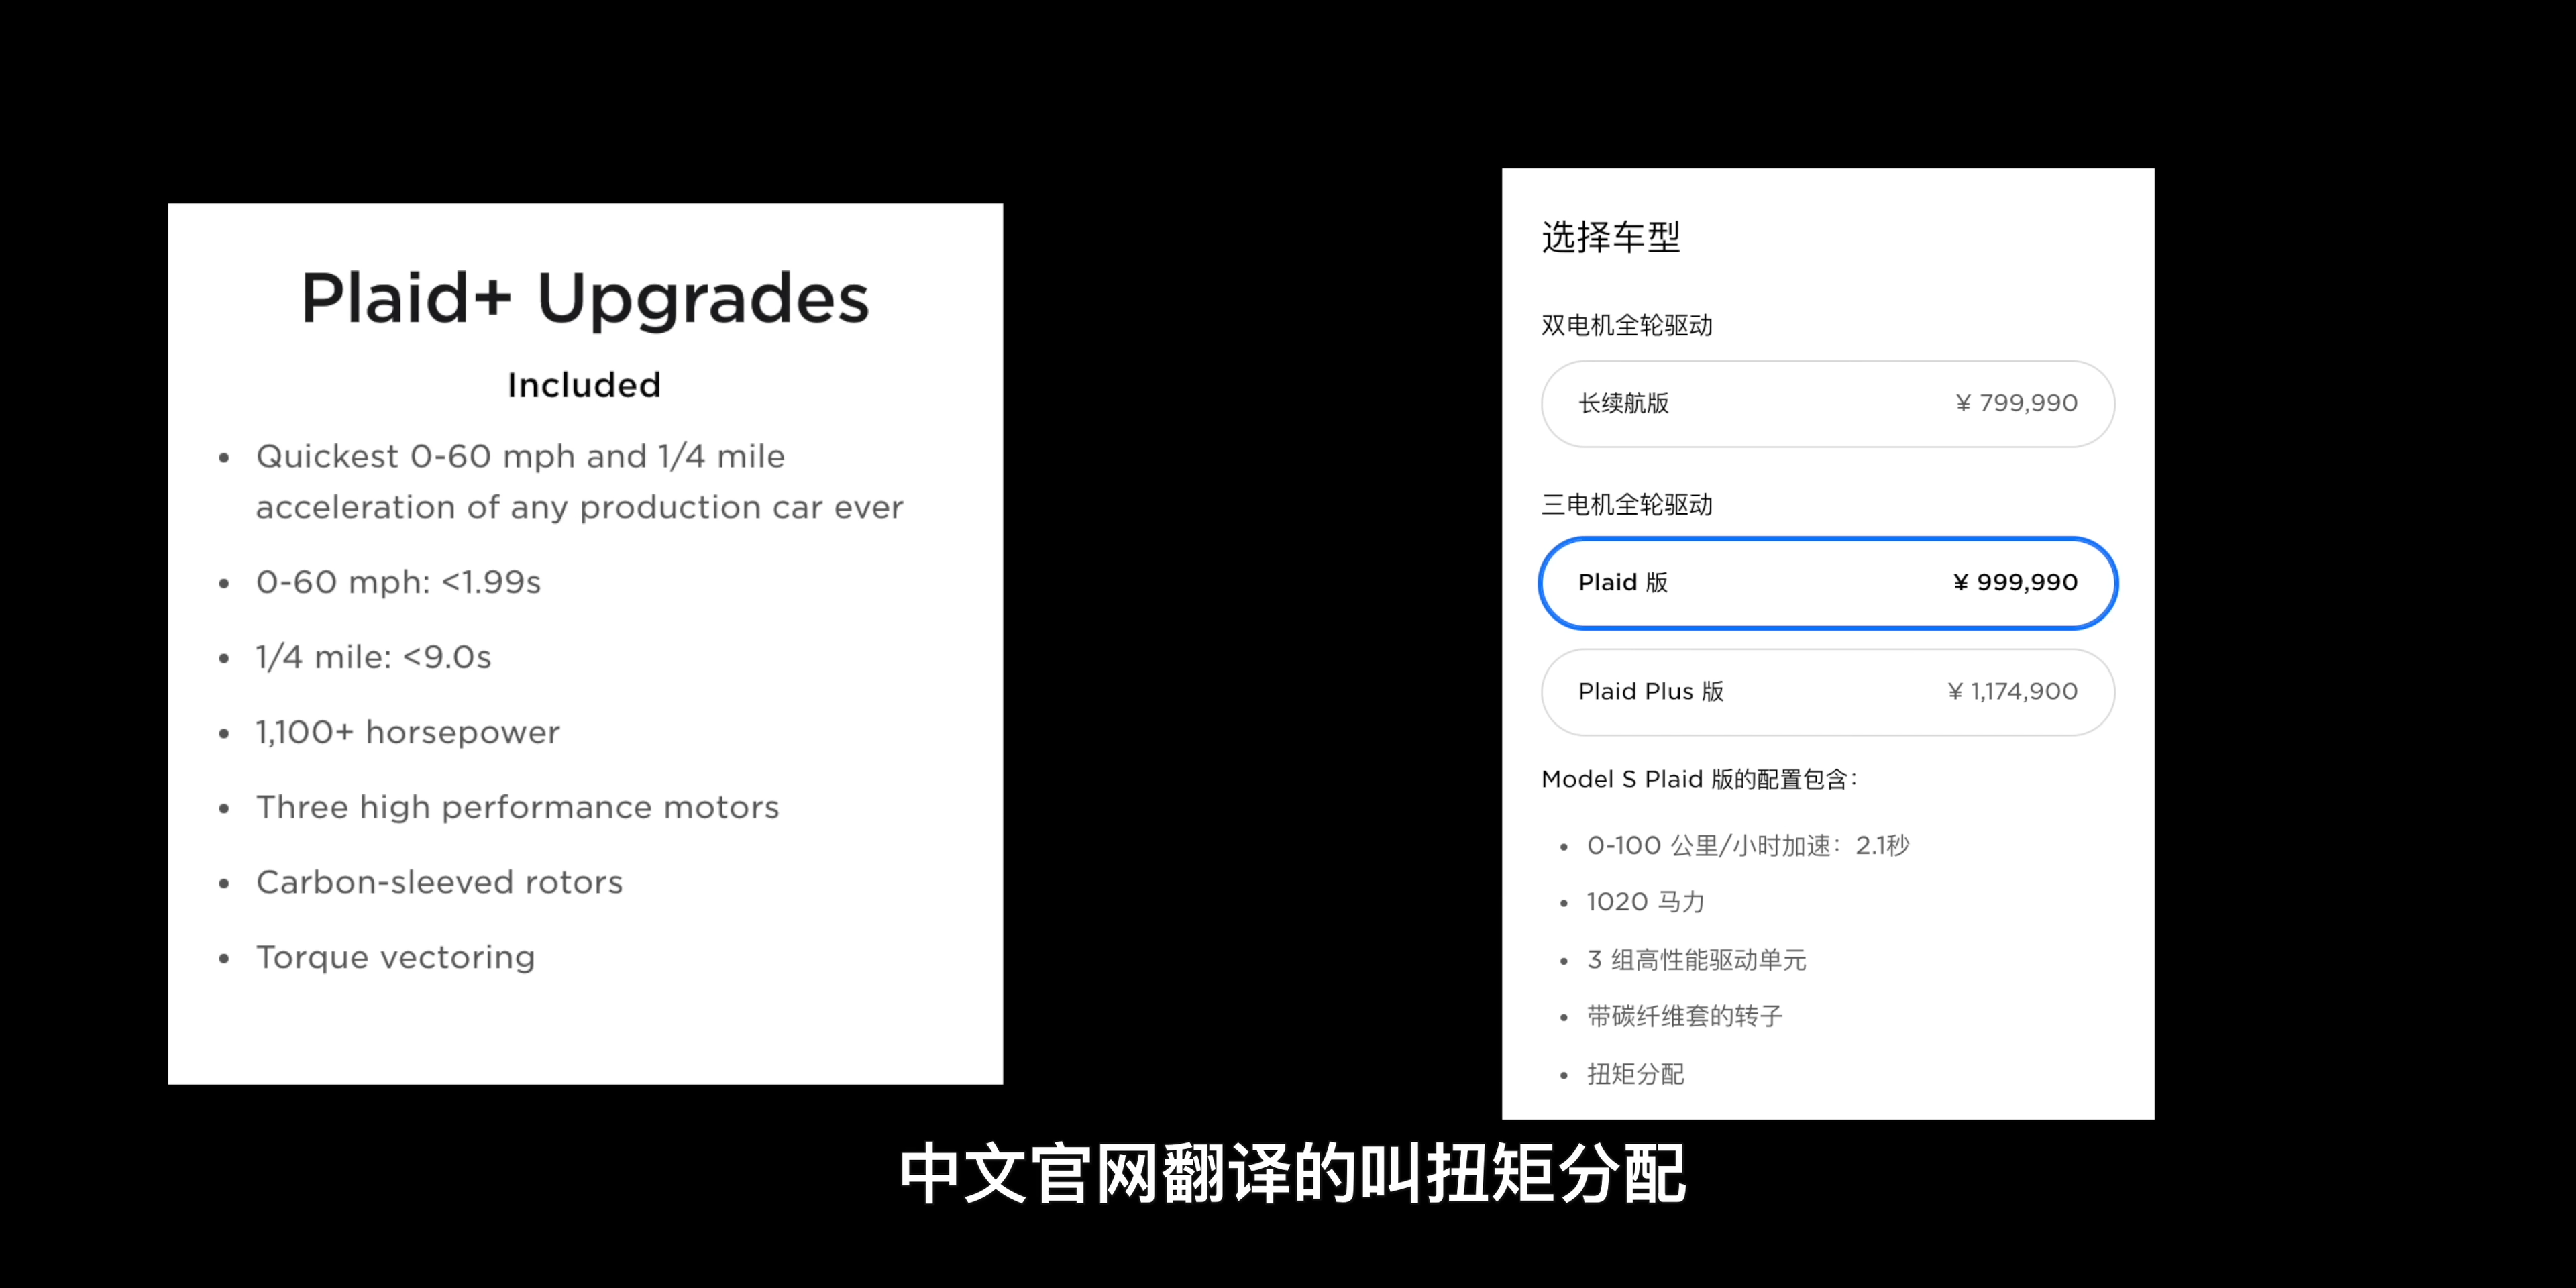 Plaid+ Upgrades
Included
• Quickest 0-60 mph and 1/4 mile
acceleration of any production car ever
• 0-60 mph: <1.99s
• 1/4 mile: <9.0s
• 1,100+ horsepower
• Three high performance motors
• Carbon-sleeved rotors
• Torque vectoring
选择车型
双电机全轮驱动
长续航版 ¥ 799,990
三电机全轮驱动
Plaid 版 ¥ 999,990
Plaid Plus 版 ¥ 1,174,900
Model S Plaid 版的配置包含：
• 0-100 公里/小时加速：2.1秒
• 1020 马力
• 3 组高性能驱动单元
• 带碳纤维套的转子
• 扭矩分配
中文官网翻译的叫扭矩分配